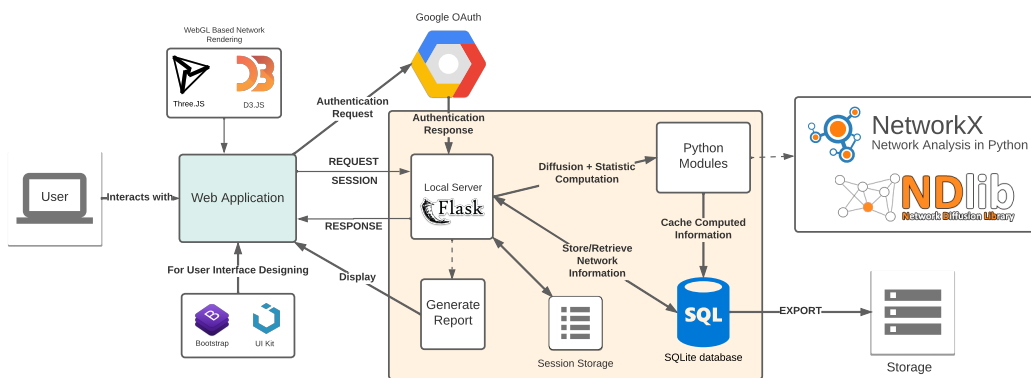 Google OAuth
WebGL Based Network
Rendering
Three.JS
D3.JS
Authentication
Request
Authentication
Response
NetworkX
Network Analysis in Python
NDlib
Network Diffusion Library
Python
Modules
Diffusion + Statistic
Computation
User
Interacts with
Web Application
REQUEST
SESSION
RESPONSE
Local Server
Flask
Cache Computed
Information
Store/Retrieve
Network
Information
For User Interface Designing
Display
Generate
Report
Bootstrap
UI Kit
Session Storage
SQL
SQLite database
EXPORT
Storage